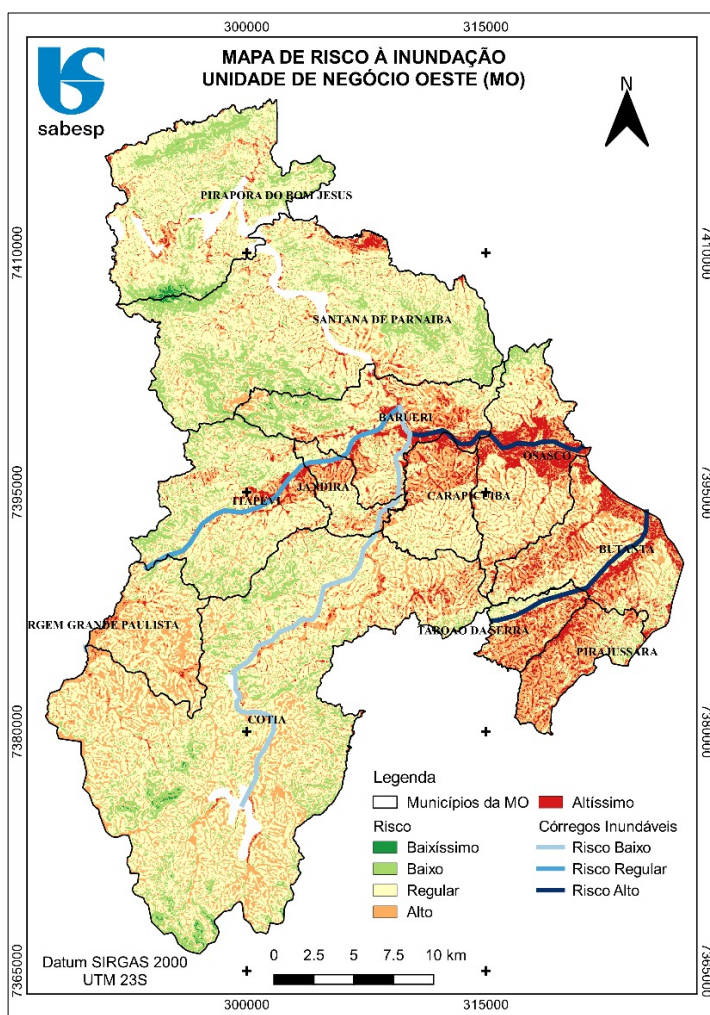 300000 315000
sabesp
MAPA DE RISCO À INUNDAÇÃO
UNIDADE DE NEGÓCIO OESTE (MO)
N
PIRAPORA DO BOM JESUS
7410000 7410000
SANTANA DE PARNAIBA
BARUERI
OSASCO
7395000 7395000
JANDIRA
ITAPEVI
CARAPICUIBA
BUTANTA
RGEM GRANDE PAULISTA
TABOAO DA SERRA
PIRAJUSSARA
COTIA
7380000 7380000
Legenda
Municípios da MO
Altíssimo
Risco
Baixíssimo
Baixo
Regular
Alto
Córregos Inundáveis
Risco Baixo
Risco Regular
Risco Alto
Datum SIRGAS 2000
UTM 23S
0 2.5 5 7.5 10 km
7365000 7365000
300000 315000